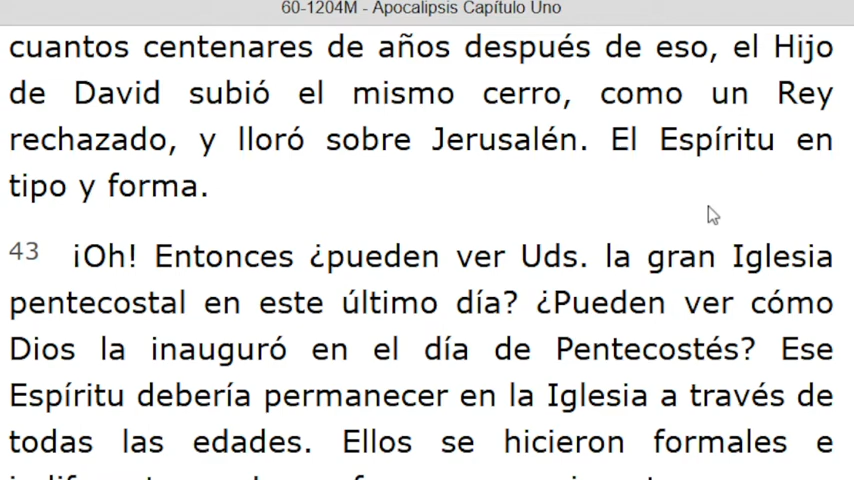 60-1204M - Apocalipsis Capítulo Uno
cuantos centenares de años después de eso, el Hijo
de David subió el mismo cerro, como un Rey
rechazado, y lloró sobre Jerusalén. El Espíritu en
tipo y forma.
43 ¡Oh! Entonces ¿pueden ver Uds. la gran Iglesia
pentecostal en este último día? ¿Pueden ver cómo
Dios la inauguró en el día de Pentecostés? Ese
Espíritu debería permanecer en la Iglesia a través de
todas las edades. Ellos se hicieron formales e